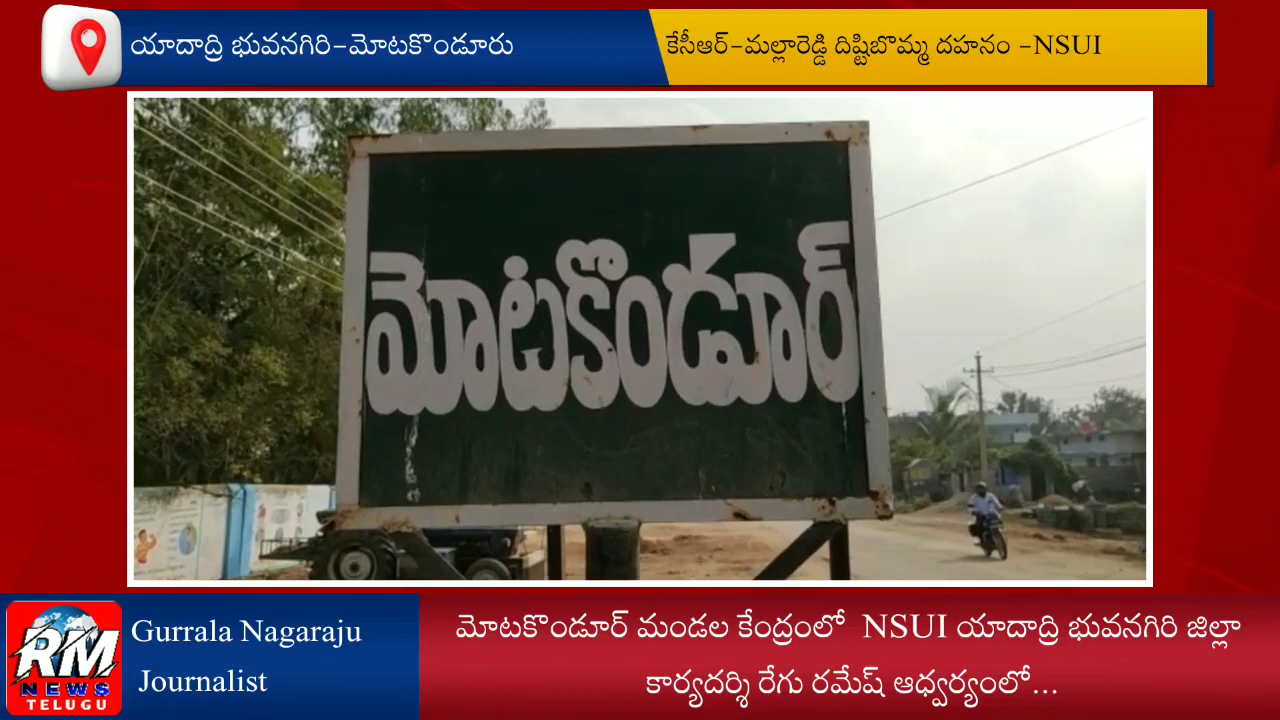 యాదాద్రి భువనగిరి-మోటకొండూరు
కేసీఆర్-మల్లారెడ్డి దిష్టిబొమ్మ దహనం -NSUI
మోటకొండూర్
RM
NEWS
TELUGU
Gurrala Nagaraju
Journalist
మోటకొండూర్ మండల కేంద్రంలో NSUI యాదాద్రి భువనగిరి జిల్లా
కార్యదర్శి రేగు రమేష్ ఆధ్వర్యంలో...